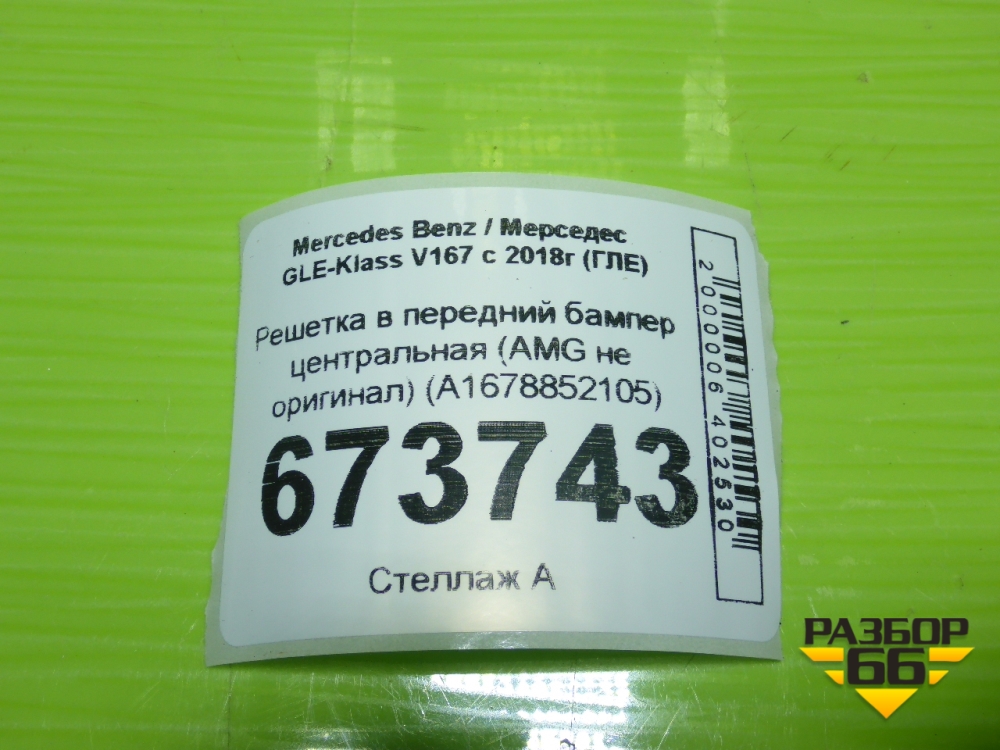 Mercedes Benz / Мерседес
GLE-Klass V167 с 2018г (ГЛЕ)
Решетка в передний бампер
центральная (AMG не
оригинал) (A1678852105)
673743
Стеллаж А
2000006402530
РАЗБОР
66